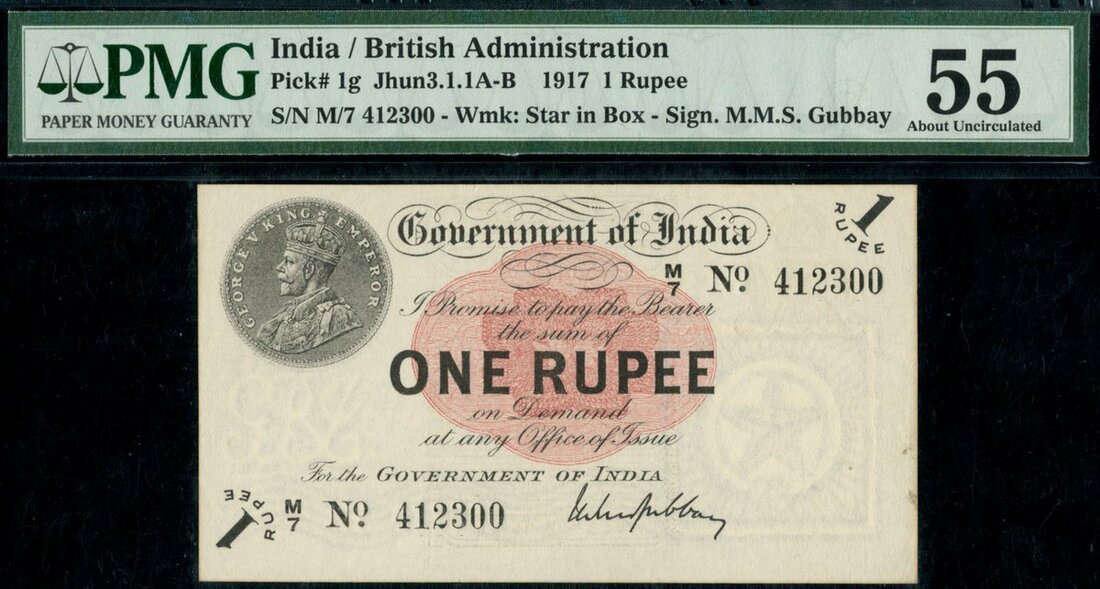 PMG
PAPER MONEY GUARANTY
India / British Administration
Pick# 1g Jhun3.1.1A-B 1917 1 Rupee
S/N M/7 412300 - Wmk: Star in Box - Sign. M.M.S. Gubbay
55
About Uncirculated
GEORGE V KING EMPEROR
Government of India
1 RUPEE
M/7 No. 412300
I Promise to pay the Bearer
the sum of
ONE RUPEE
on Demand
at any Office of Issue
For the GOVERNMENT OF INDIA
1 RUPEE
M/7 No. 412300